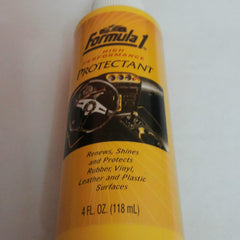 Formula 1
HIGH
PERFORMANCE
PROTECTANT
Renews, Shines
and Protects
Rubber, Vinyl,
Leather and Plastic
Surfaces
4 FL. OZ. (118 mL)